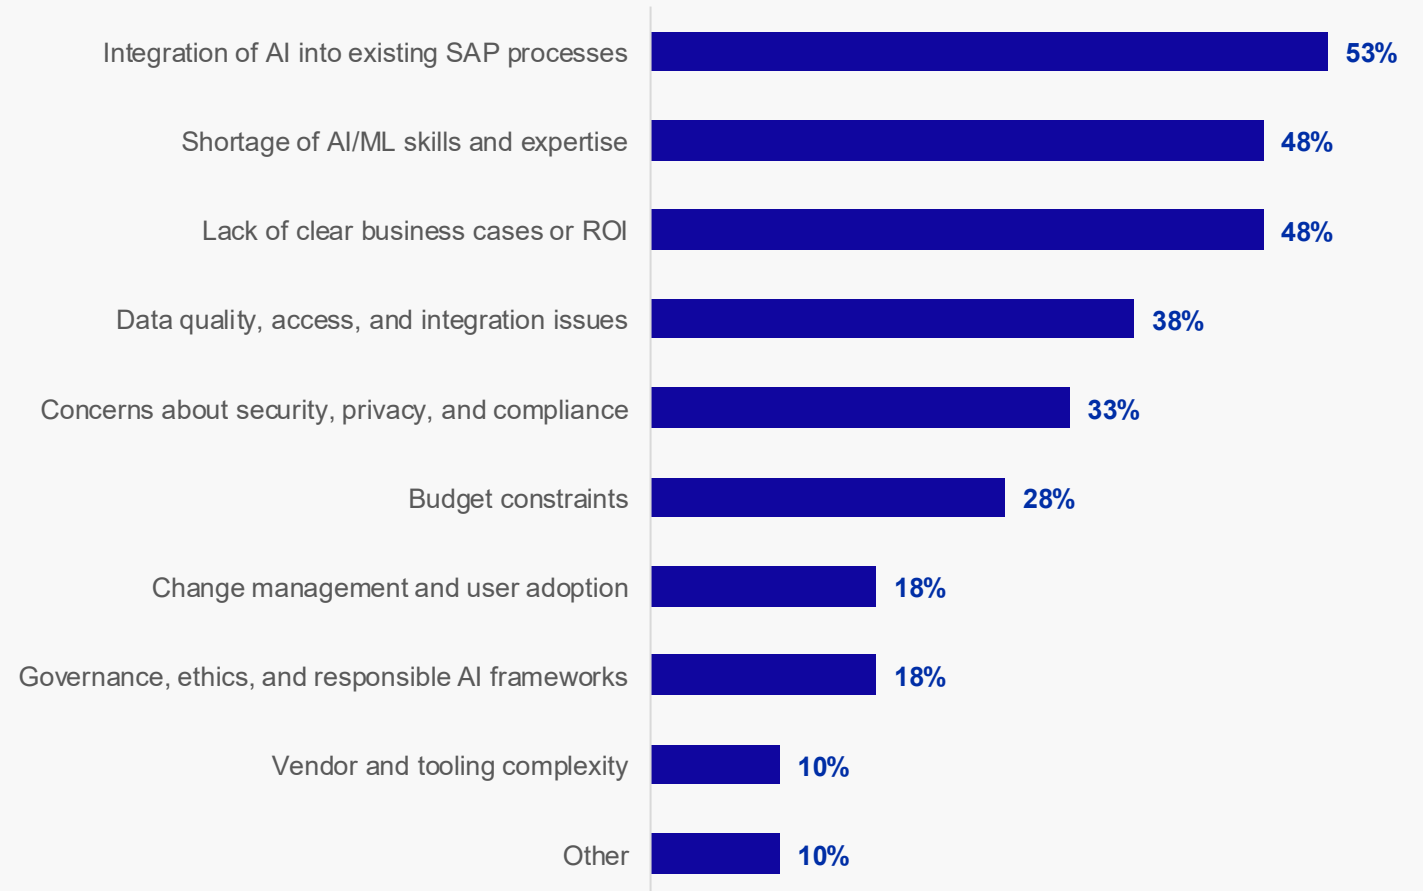 Integration of AI into existing SAP processes 53%
Shortage of AI/ML skills and expertise 48%
Lack of clear business cases or ROI 48%
Data quality, access, and integration issues 38%
Concerns about security, privacy, and compliance 33%
Budget constraints 28%
Change management and user adoption 18%
Governance, ethics, and responsible AI frameworks 18%
Vendor and tooling complexity 10%
Other 10%